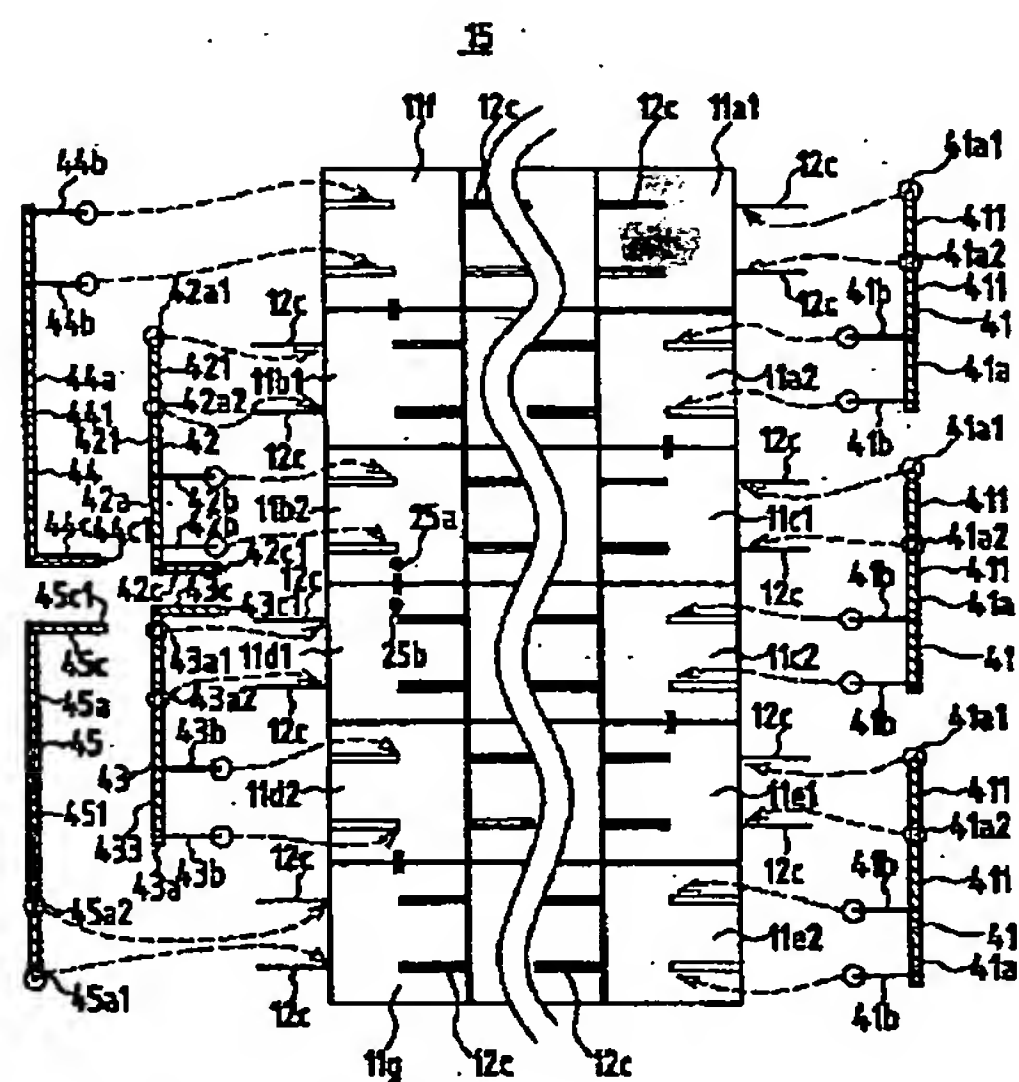 15
11f 12c 12c 11a1
44b 12c 41a1
411
44b 42a1 41a2
12c 12c 41b 411
41
44a 421 11b1 11a2 41a
441 42a2
421 42 12c 41b
44 12c 41a1
42a 42b 11b2 11c1 411
44c 44c1 42b 25a 41a2
42c1 12c 41b 411
42c 43c 12c
45c1 43c1 41a
43a1 11d1 25b 11c2
45c 41
45a 43a2
12c 41b 12c 41a1
45 43b
43 11d2 11e1 411
451 41a2
433 12c 12c 41b
43a 43b 411
45a2 11e2 41
41a
45a1 12c 41b
11g 12c 12c